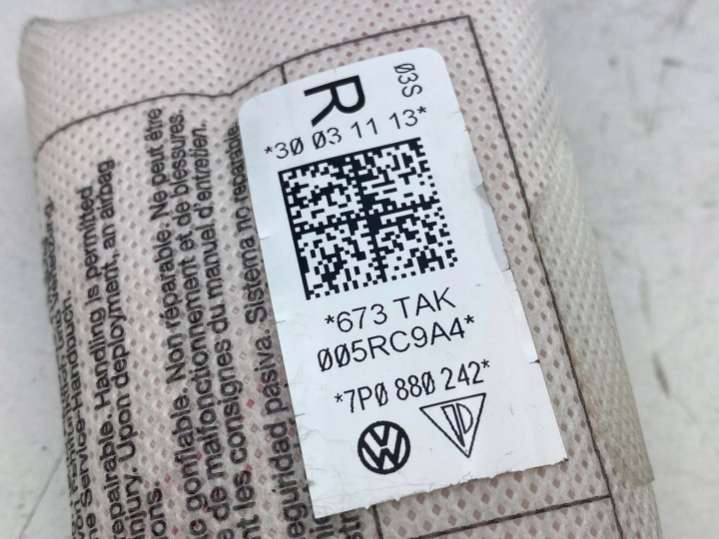 R
03S
*30 03 11 13*
*673 TAK
005RC9A4*
*7P0 880 242*
VW
Service-Handbuch.
repairable. Handling is permitted
injury. Upon deployment, an airbag
gonflable. Non réparable. Ne peut être
de malfonctionnement et de blessures.
les consignes du manuel d'entretien.
pasiva. Sistema no reparable.